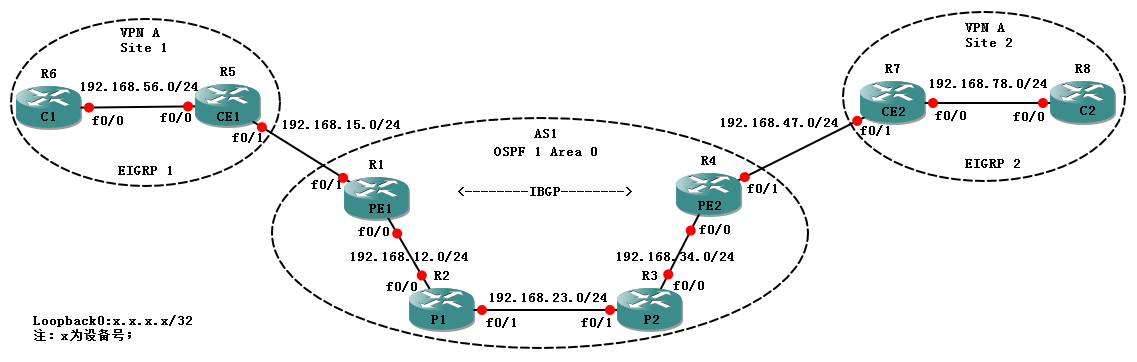 VPN A
Site 1
R6
C1
f0/0
192.168.56.0/24
f0/0
R5
CE1
f0/1
EIGRP 1
192.168.15.0/24
VPN A
Site 2
R7
CE2
f0/1
f0/0
192.168.78.0/24
f0/0
R8
C2
EIGRP 2
192.168.47.0/24
AS1
OSPF 1 Area 0
<--------IBGP-------->
R1
f0/1
PE1
f0/0
192.168.12.0/24
R4
f0/1
PE2
f0/0
192.168.34.0/24
R2
f0/0
P1
f0/1
192.168.23.0/24
R3
f0/0
f0/1
P2
Loopback0:x.x.x.x/32
注: x为设备号;